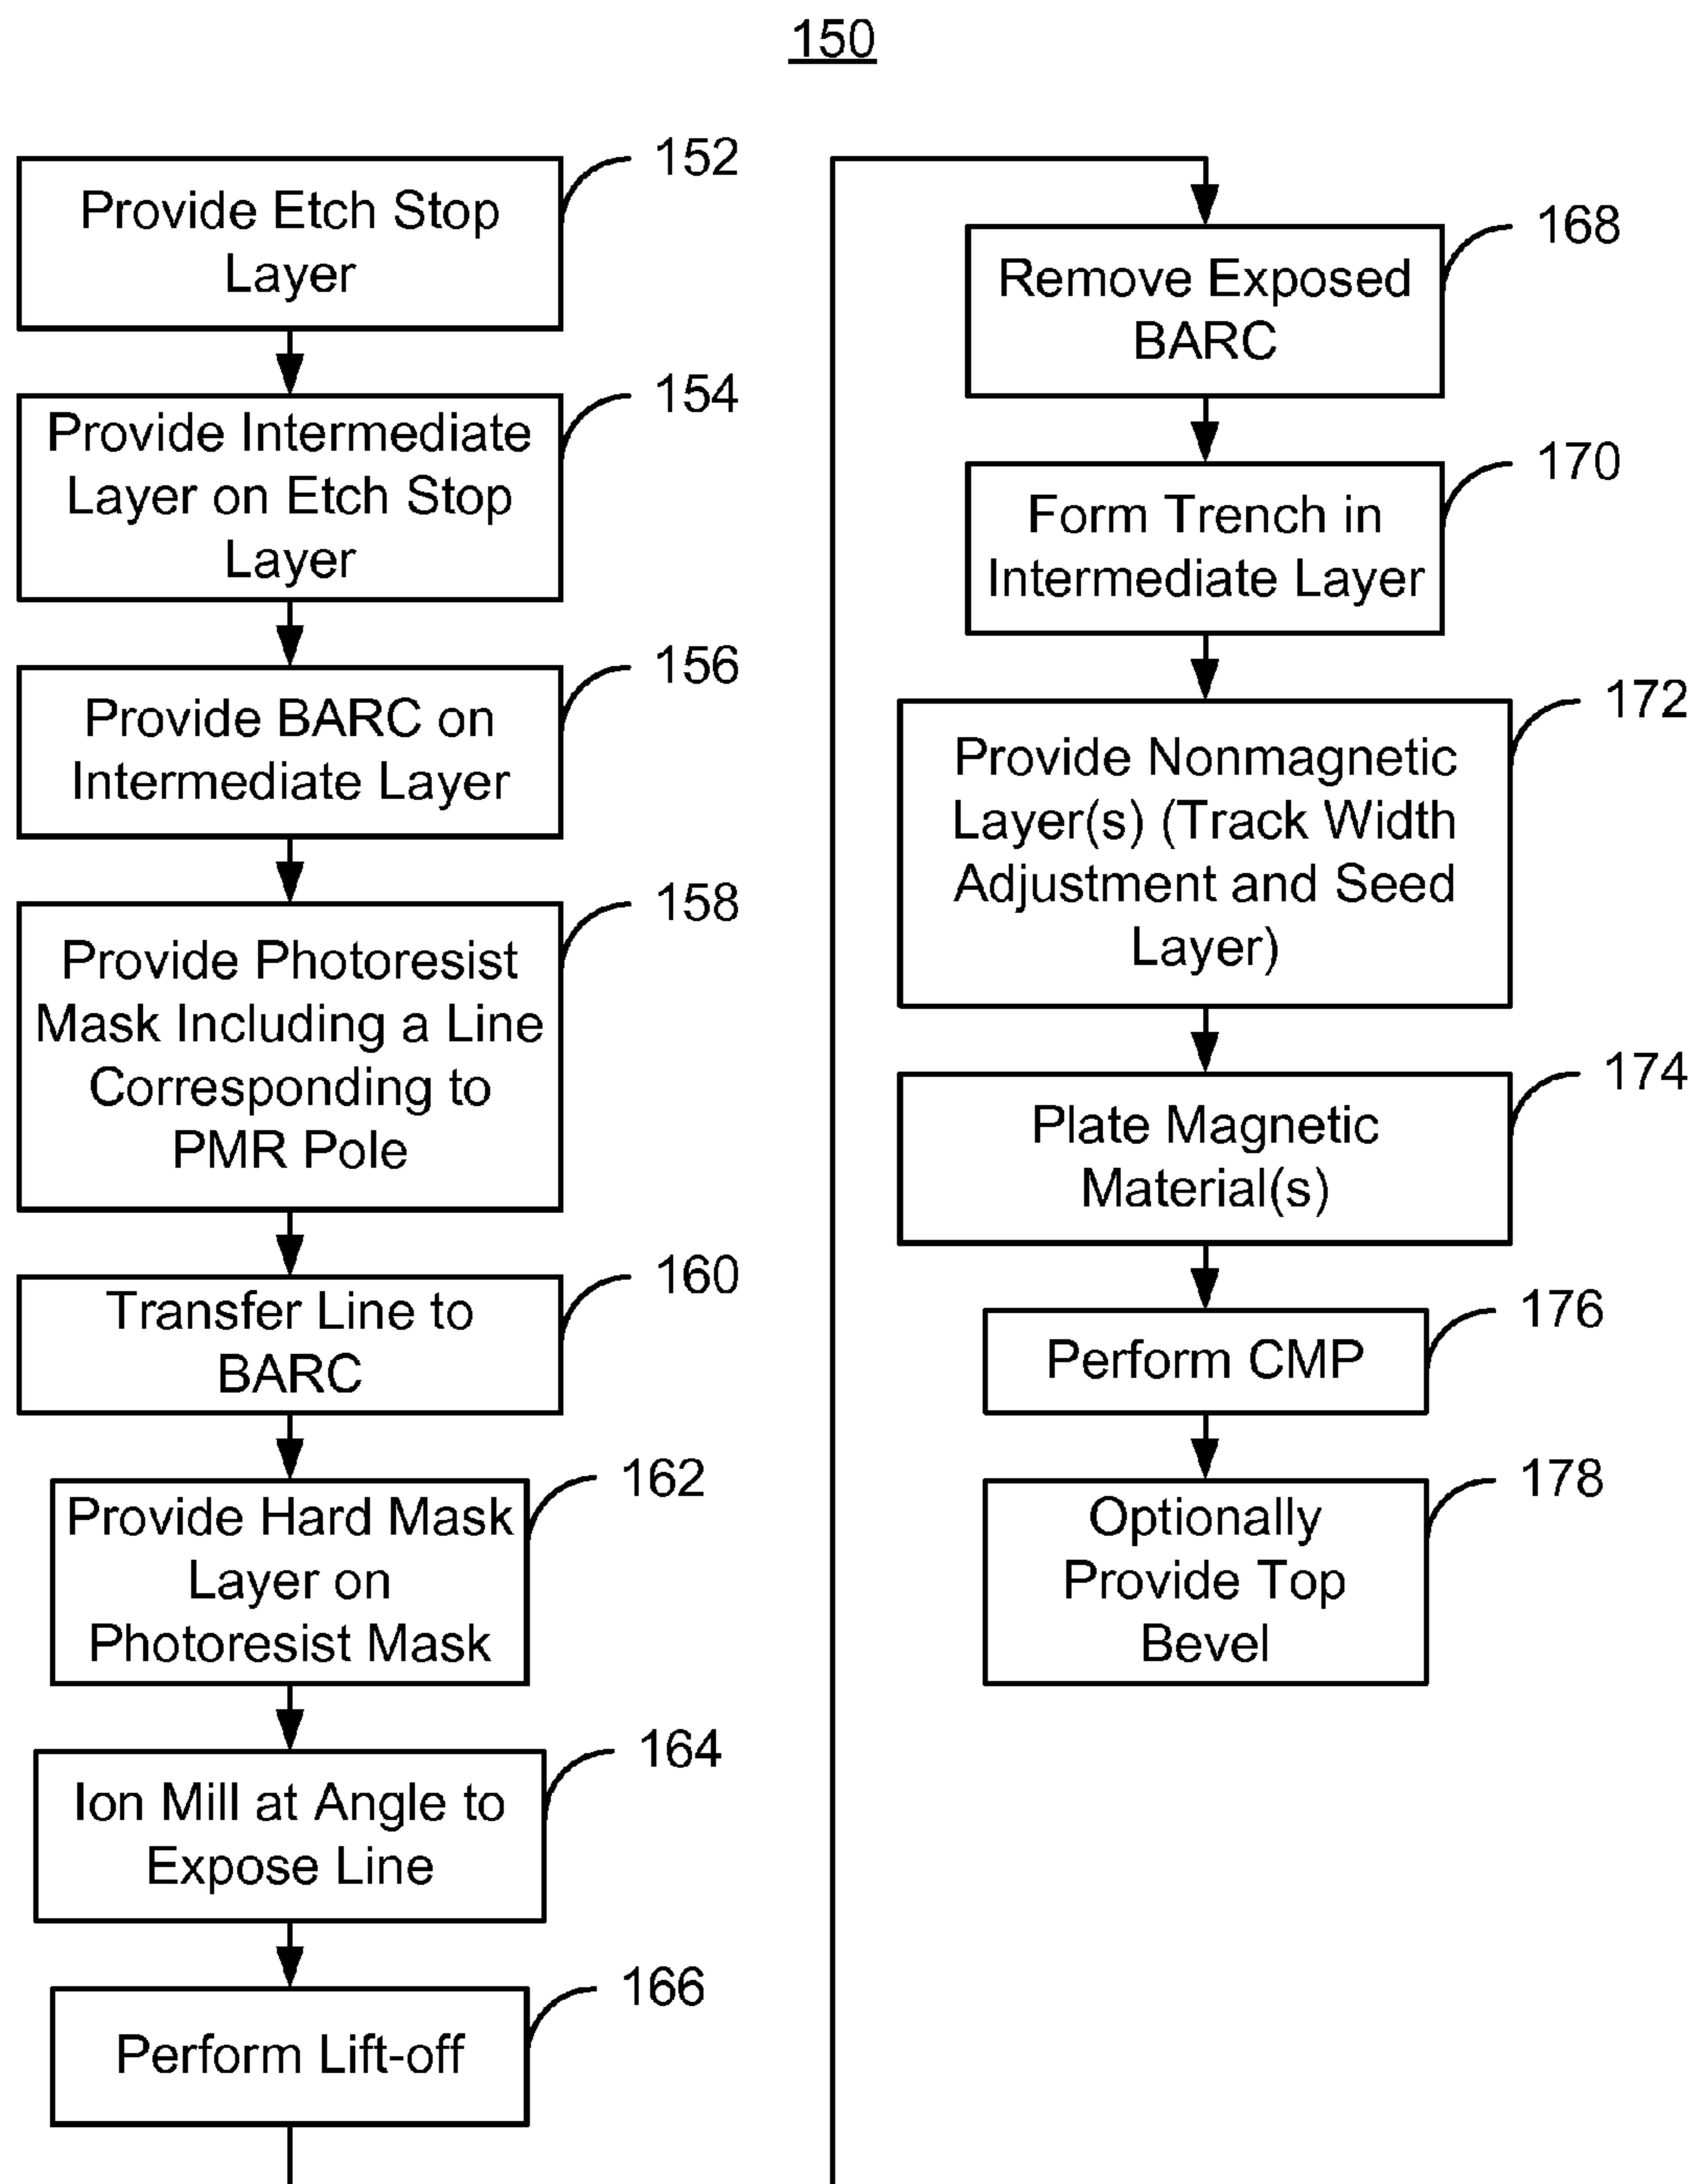 150
152
Provide Etch Stop
Layer
154
Provide Intermediate
Layer on Etch Stop
Layer
156
Provide BARC on
Intermediate Layer
158
Provide Photoresist
Mask Including a Line
Corresponding to
PMR Pole
160
Transfer Line to
BARC
162
Provide Hard Mask
Layer on
Photoresist Mask
164
Ion Mill at Angle to
Expose Line
166
Perform Lift-off
168
Remove Exposed
BARC
170
Form Trench in
Intermediate Layer
172
Provide Nonmagnetic
Layer(s) (Track Width
Adjustment and Seed
Layer)
174
Plate Magnetic
Material(s)
176
Perform CMP
178
Optionally
Provide Top
Bevel